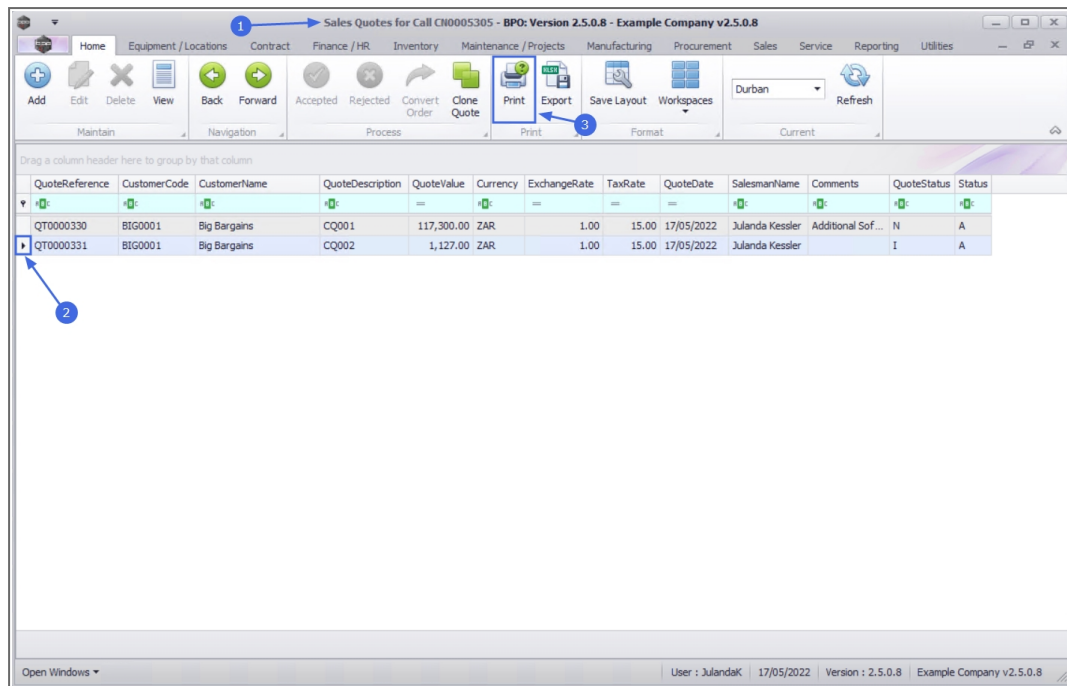 1
Sales Quotes for Call CN0005305 - BPO: Version 2.5.0.8 - Example Company v2.5.0.8
Home Equipment / Locations Contract Finance / HR Inventory Maintenance / Projects Manufacturing Procurement Sales Service Reporting Utilities
Add Edit Delete View Back Forward Accepted Rejected Convert Order Clone Quote Print Export Save Layout Workspaces Durban Refresh
3
Maintain Navigation Process Print Format Current
Drag a column header here to group by that column
QuoteReference CustomerCode CustomerName QuoteDescription QuoteValue Currency ExchangeRate TaxRate QuoteDate SalesmanName Comments QuoteStatus Status
= = = =
QT0000330 BIG0001 Big Bargains CQ001 117,300.00 ZAR 1.00 15.00 17/05/2022 Julanda Kessler Additional Sof... N A
QT0000331 BIG0001 Big Bargains CQ002 1,127.00 ZAR 1.00 15.00 17/05/2022 Julanda Kessler I A
2
Open Windows User : JulandaK 17/05/2022 Version : 2.5.0.8 Example Company v2.5.0.8